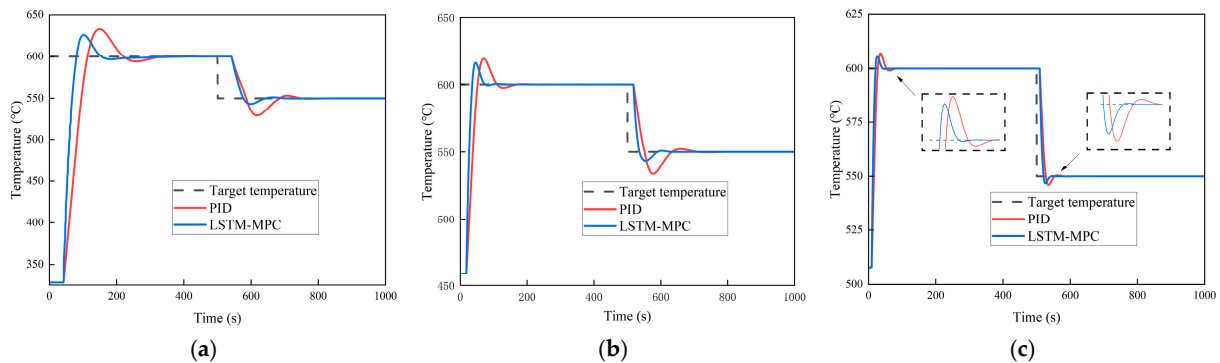 650
600
550
500
450
400
350
Temperature (℃)
0
200
400
600
800
1000
Time (s)
Target temperature
PID
LSTM-MPC
(a)
650
600
550
500
450
Temperature (℃)
0
200
400
600
800
1000
Time (s)
Target temperature
PID
LSTM-MPC
(b)
625
600
575
550
525
500
Temperature (℃)
0
200
400
600
800
1000
Time (s)
Target temperature
PID
LSTM-MPC
(c)